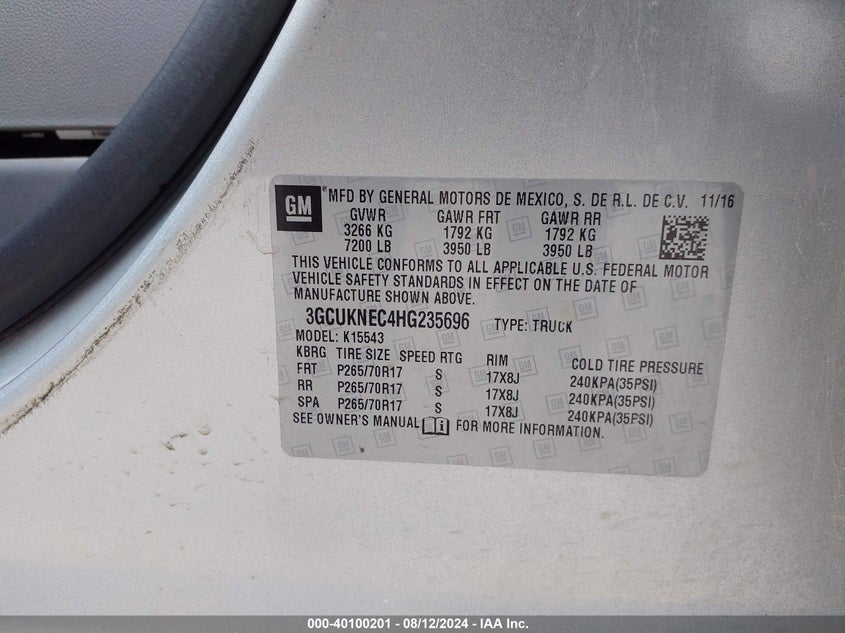 GM
*MFD BY GENERAL MOTORS DE MEXICO, S. DE R.L. DE C.V. 11/16
GVWR GAWR FRT GAWR RR
3266 KG 1792 KG 1792 KG
7200 LB 3950 LB 3950 LB
THIS VEHICLE CONFORMS TO ALL APPLICABLE U.S. FEDERAL MOTOR
VEHICLE SAFETY STANDARDS IN EFFECT ON THE DATE OF
MANUFACTURE SHOWN ABOVE.
3GCUKNEC4HG235696 TYPE: TRUCK
MODEL: K15543
KBRG TIRE SIZE SPEED RTG RIM COLD TIRE PRESSURE
FRT P265/70R17 S 17X8J 240KPA(35PSI)
RR P265/70R17 S 17X8J 240KPA(35PSI)
SPA P265/70R17 S 17X8J 240KPA(35PSI)
SEE OWNER'S MANUAL FOR MORE INFORMATION.
000-40100201 - 08/12/2024 - IAA Inc.